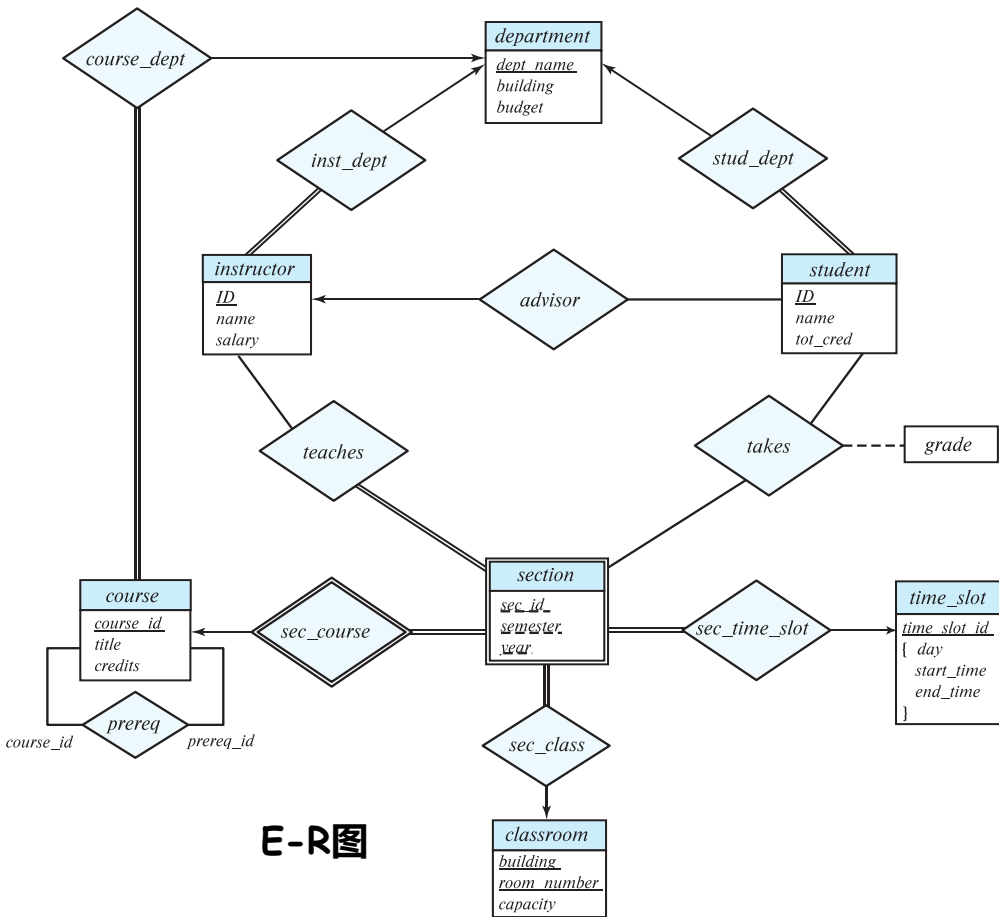 department
dept_name
building
budget
course_dept
inst_dept
stud_dept
instructor
ID
name
salary
advisor
student
ID
name
tot_cred
teaches
takes
grade
course
course_id
title
credits
sec_course
section
sec_id
semester
year
sec_time_slot
time_slot
time_slot_id
{ day
start_time
end_time
}
prereq
course_id
prereq_id
sec_class
classroom
building
room_number
capacity
E-R图